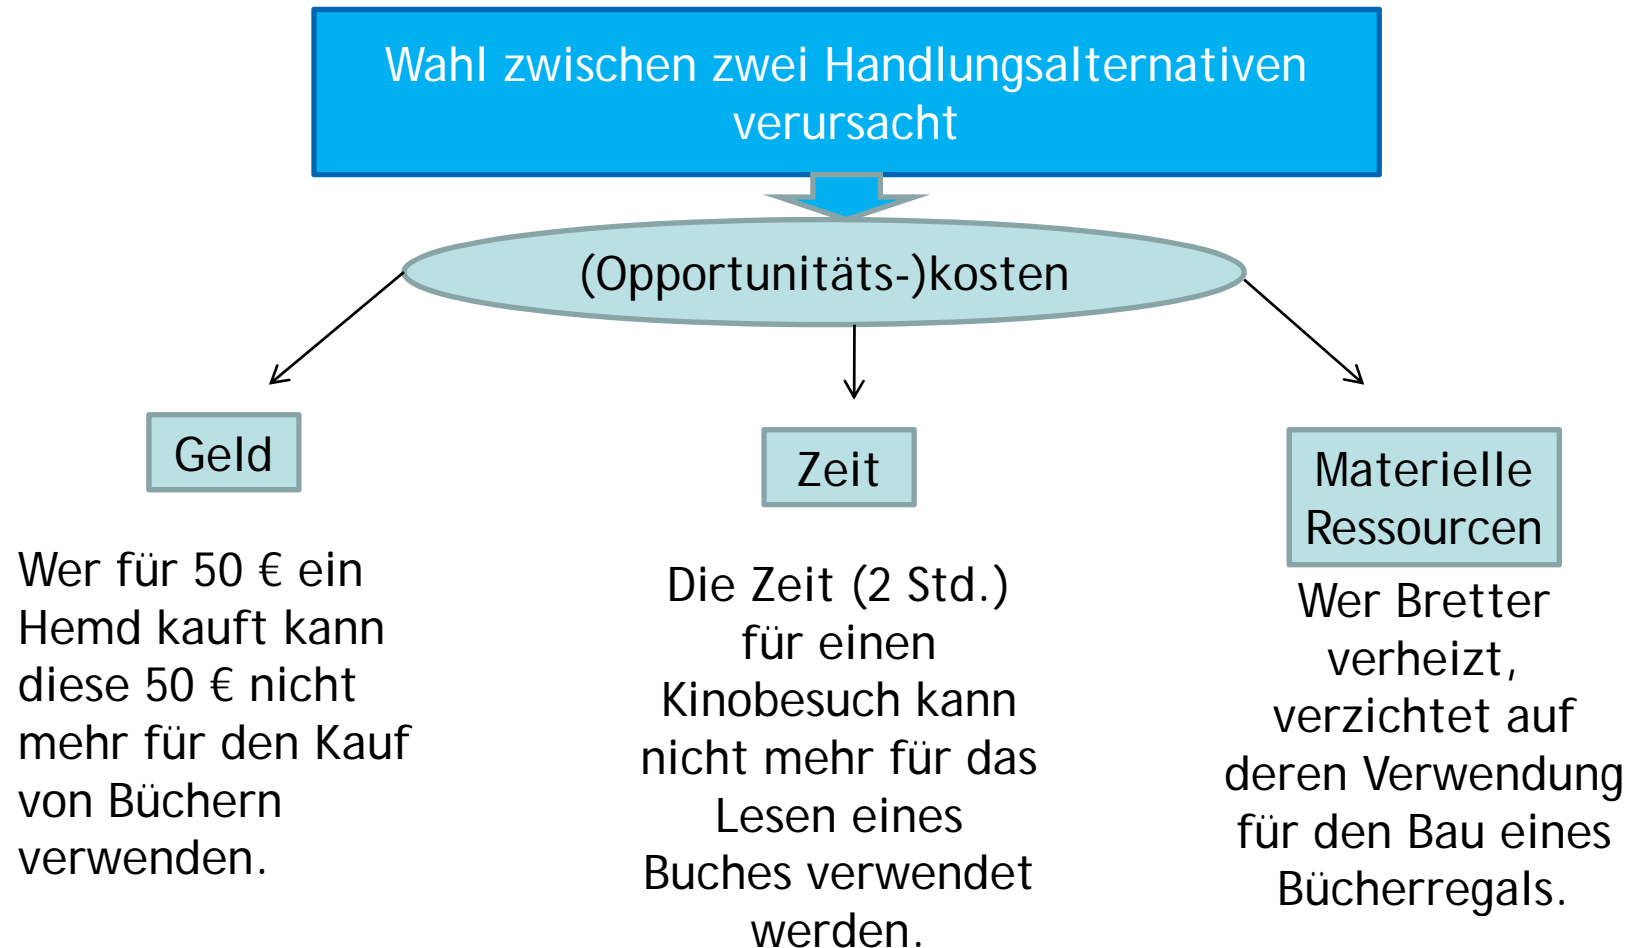 Wahl zwischen zwei Handlungsalternativen
verursacht
(Opportunitäts-)kosten
Geld
Wer für 50 € ein
Hemd kauft kann
diese 50 € nicht
mehr für den Kauf
von Büchern
verwenden.
Zeit
Die Zeit (2 Std.)
für einen
Kinobesuch kann
nicht mehr für das
Lesen eines
Buches verwendet
werden.
Materielle
Ressourcen
Wer Bretter
verheizt,
verzichtet auf
deren Verwendung
für den Bau eines
Bücherregals.